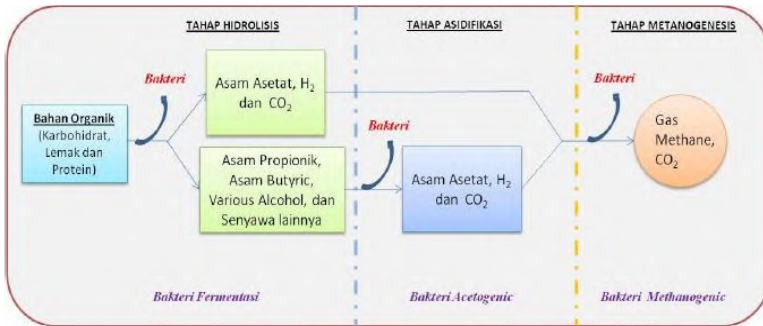 TAHAP HIDROLISIS
TAHAP ASIDIFIKASI
TAHAP METANOGENESIS
Bakteri
Asam Asetat, H₂
dan CO₂
Bahan Organik
(Karbohidrat,
Lemak dan
Protein)
Asam Propionik,
Asam Butyric,
Various Alcohol, dan
Senyawa lainnya
Bakteri
Asam Asetat, H₂
dan CO₂
Bakteri
Gas
Methane,
CO₂
Bakteri Fermentasi
Bakteri Acetogenic
Bakteri Methanogenic